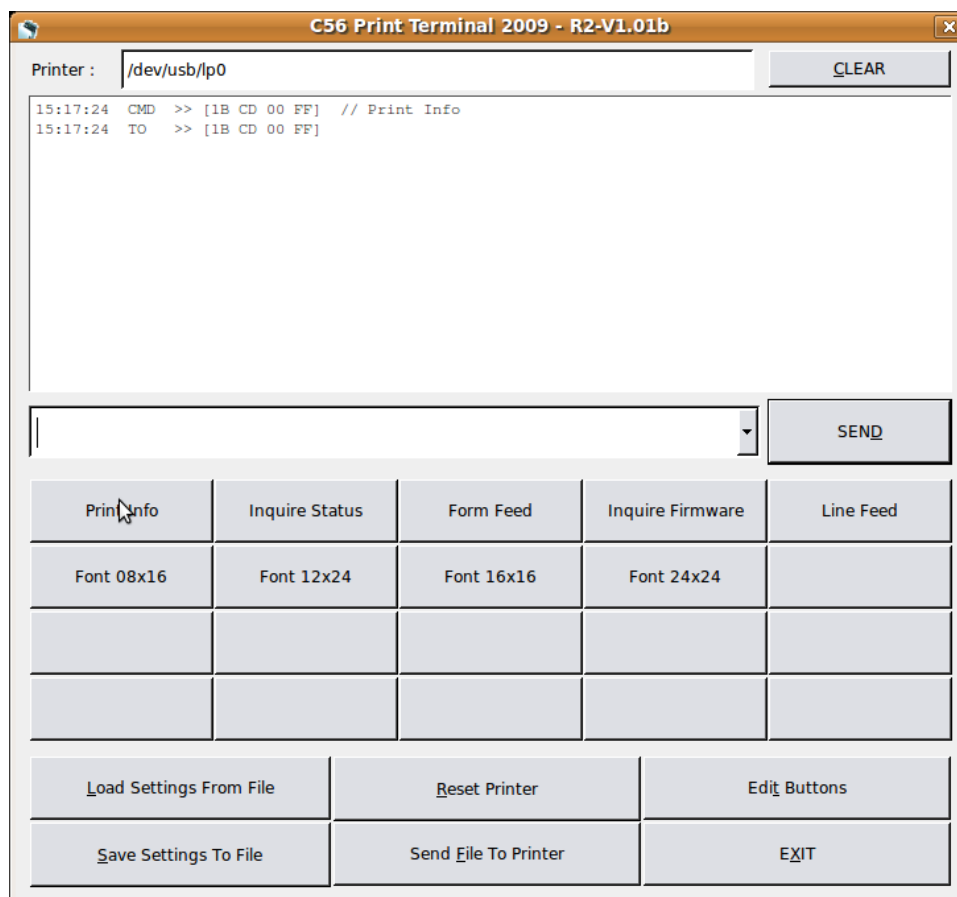 C56 Print Terminal 2009 - R2-V1.01b
Printer : /dev/usb/lp0 CLEAR
15:17:24 CMD >> [1B CD 00 FF] // Print Info
15:17:24 TO >> [1B CD 00 FF]
SEND
Print Info Inquire Status Form Feed Inquire Firmware Line Feed
Font 08x16 Font 12x24 Font 16x16 Font 24x24
Load Settings From File Reset Printer Edit Buttons
Save Settings To File Send File To Printer EXIT